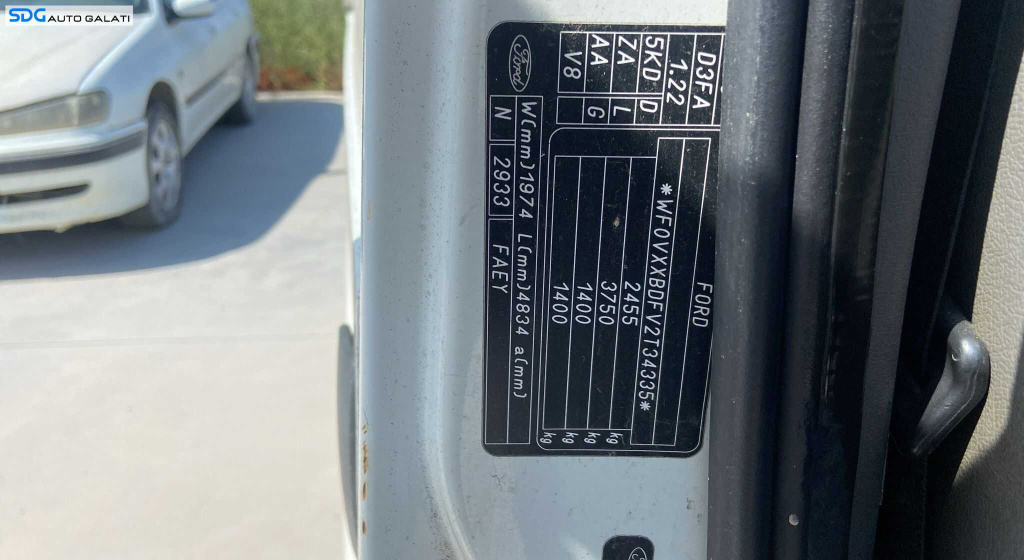 SDG AUTO GALATI
FORD
*WF0VXXBDFV2T34335*
2455 kg
3750 kg
1400 kg
1400 kg
D3FA
1.22
5KD D
ZA L
AA G
V8
Ford
W(mm)1974 L(mm)4834 a(mm)
N 2933 FAEY